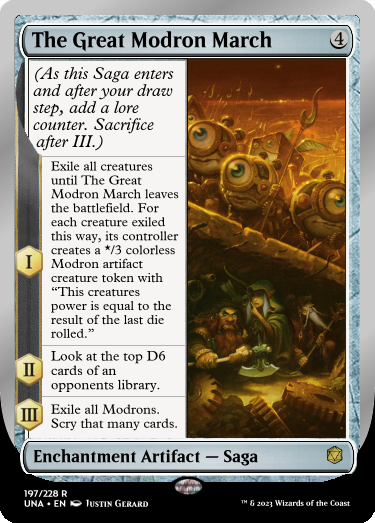 The Great Modron March 4
(As this Saga enters
and after your draw
step, add a lore
counter. Sacrifice
after III.)
I
Exile all creatures
until The Great
Modron March leaves
the battlefield. For
each creature exiled
this way, its controller
creates a */3 colorless
Modron artifact
creature token with
“This creatures
power is equal to the
result of the last die
rolled.”
II
Look at the top D6
cards of an
opponents library.
III
Exile all Modrons.
Scry that many cards.
Enchantment Artifact — Saga
197/228 R
UNA • EN Justin Gerard
™ & © 2023 Wizards of the Coast